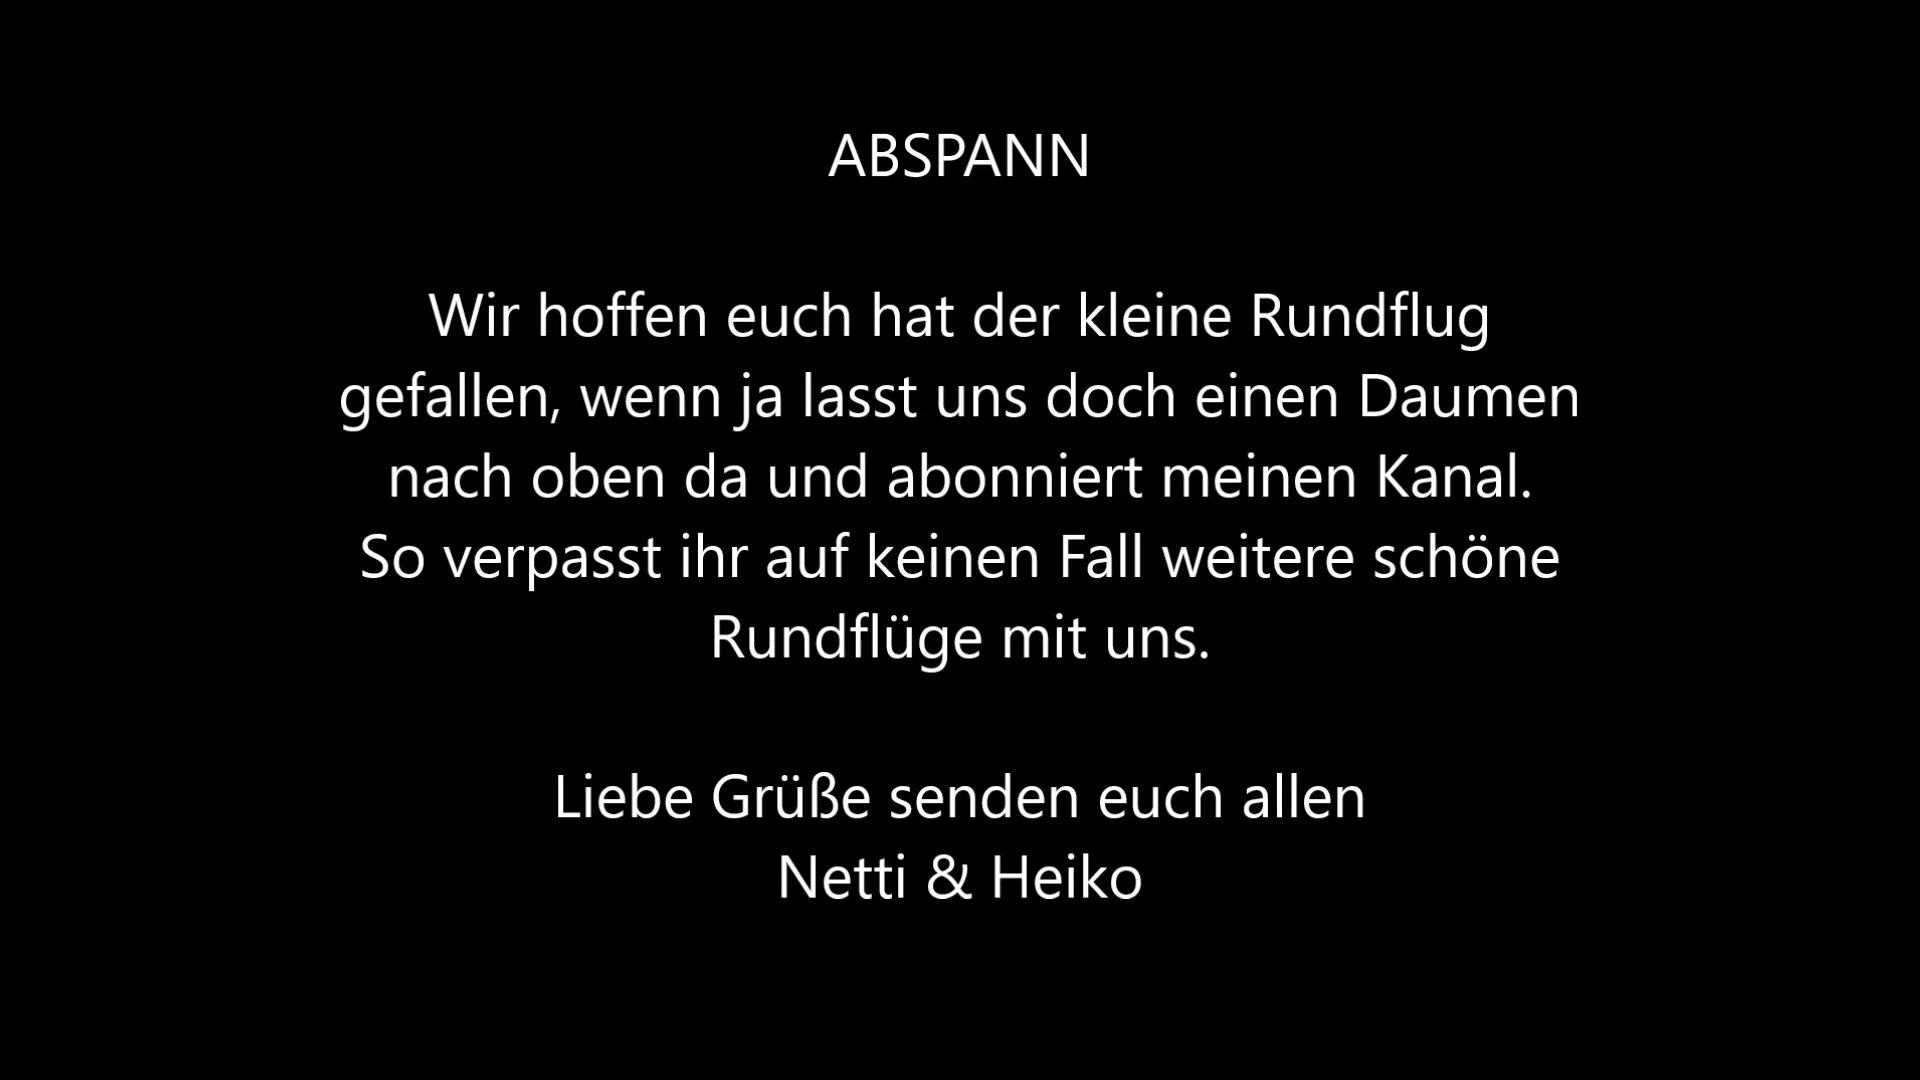 ABSPANN
Wir hoffen euch hat der kleine Rundflug
gefallen, wenn ja lasst uns doch einen Daumen
nach oben da und abonniert meinen Kanal.
So verpasst ihr auf keinen Fall weitere schöne
Rundflüge mit uns.
Liebe Grüße senden euch allen
Netti & Heiko